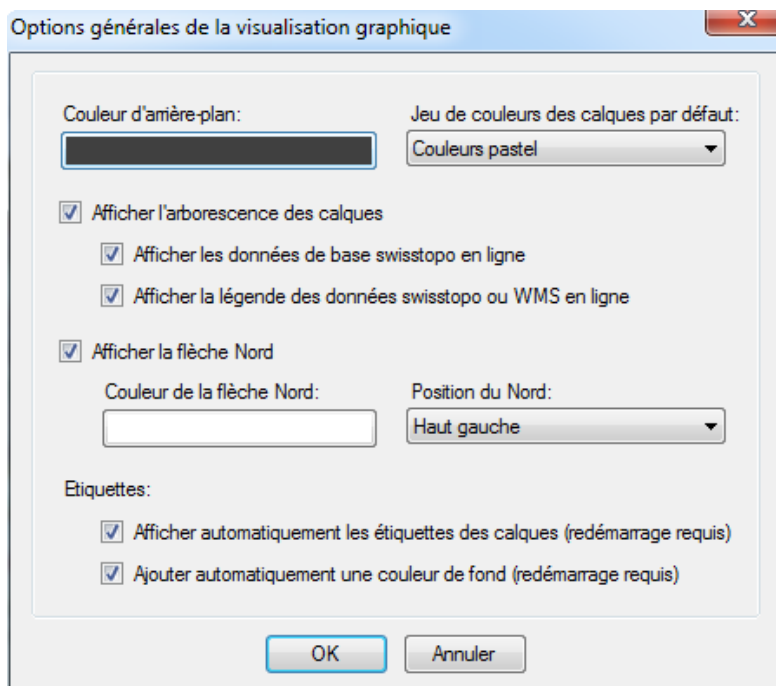 Options générales de la visualisation graphique
Couleur d'arrière-plan:
Jeu de couleurs des calques par défaut:
Couleurs pastel
Afficher l'arborescence des calques
Afficher les données de base swisstopo en ligne
Afficher la légende des données swisstopo ou WMS en ligne
Afficher la flèche Nord
Couleur de la flèche Nord:
Position du Nord:
Haut gauche
Etiquettes:
Afficher automatiquement les étiquettes des calques (redémarrage requis)
Ajouter automatiquement une couleur de fond (redémarrage requis)
OK
Annuler